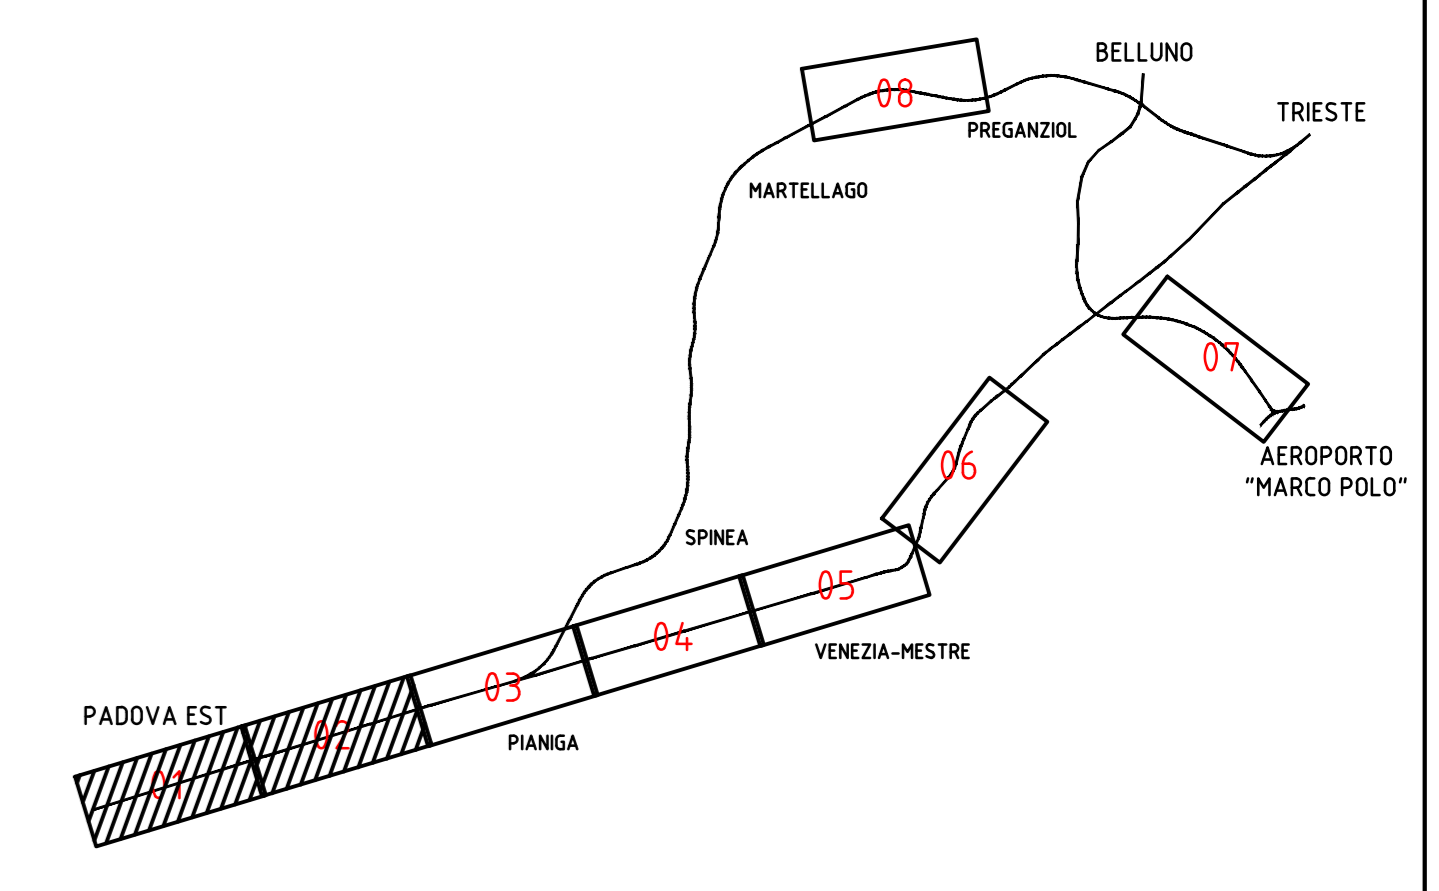 BELLUNO
08
TRIESTE
PREGANZIOL
MARTELLAGO
07
AEROPORTO
"MARCO POLO"
06
SPINEA
05
04
VENEZIA-MESTRE
03
PADOVA EST
02
PIANIGA
01